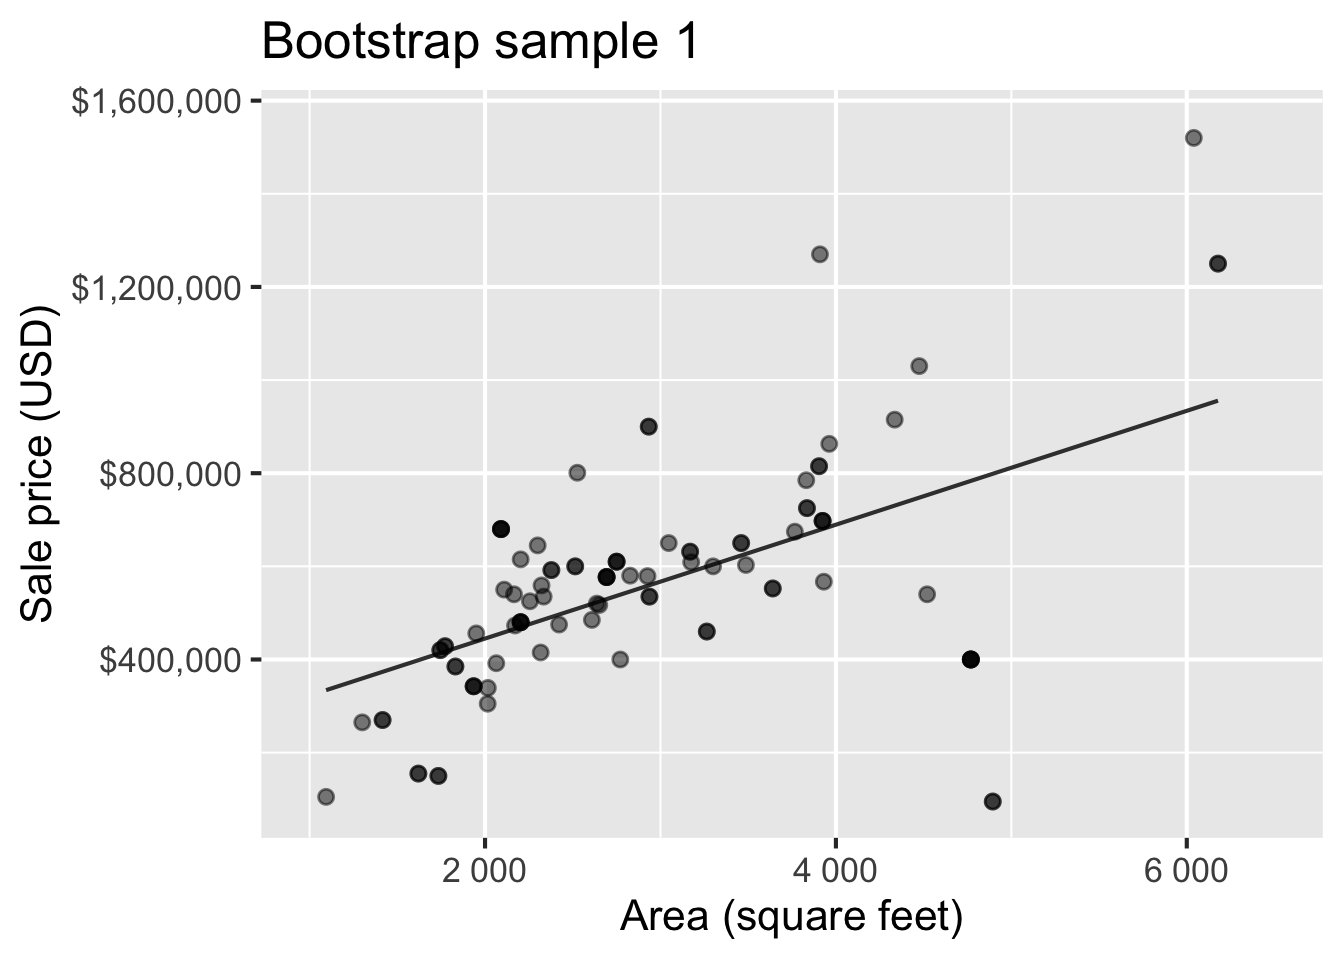 Bootstrap sample 1
$1,600,000
$1,200,000
$800,000
$400,000
Sale price (USD)
2 000 4 000 6 000
Area (square feet)